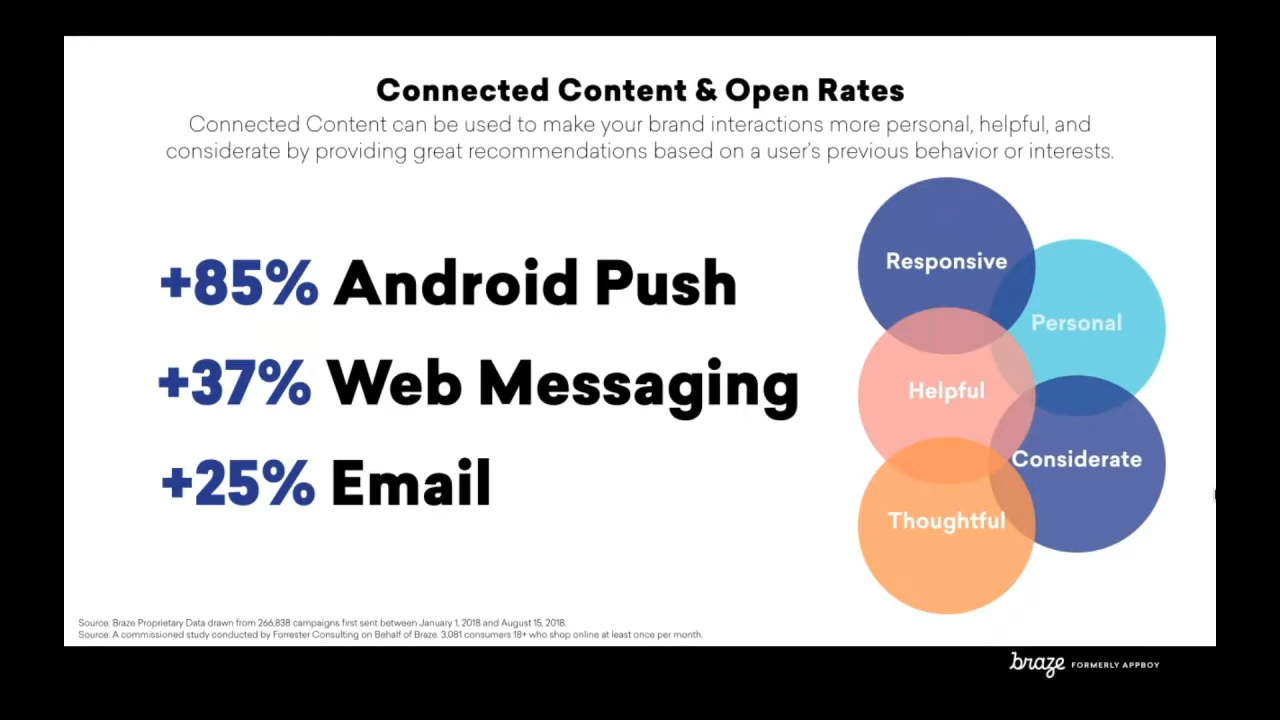 Connected Content & Open Rates
Connected Content can be used to make your brand interactions more personal, helpful, and
considerate by providing great recommendations based on a user's previous behavior or interests.
+85% Android Push
+37% Web Messaging
+25% Email
Responsive
Personal
Helpful
Considerate
Thoughtful
Source: Braze Proprietary Data drawn from 266,838 campaigns first sent between January 1, 2018 and August 15, 2018.
Source: A commissioned study conducted by Forrester Consulting on Behalf of Braze. 3,081 consumers 18+ who shop online at least once per month.
braze FORMERLY APPBOY